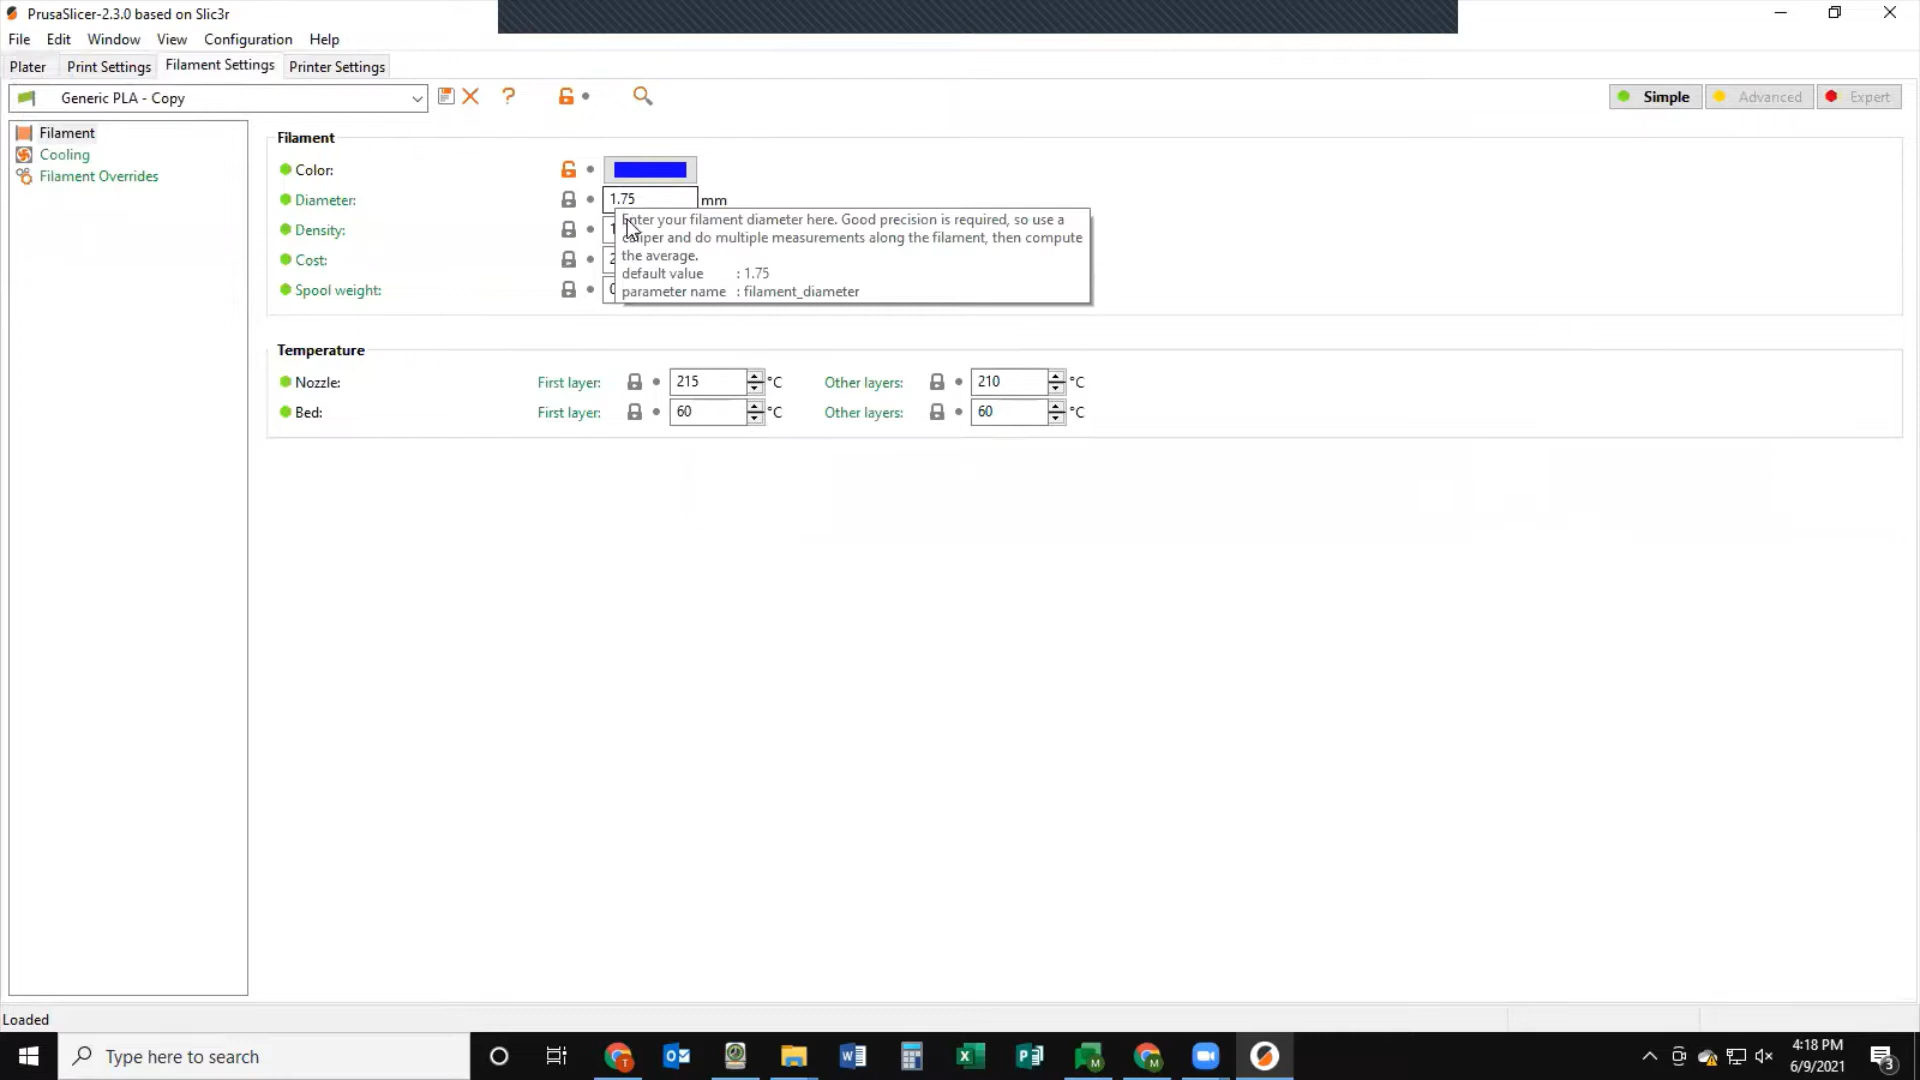 PrusaSlicer-2.3.0 based on Slic3r
File Edit Window View Configuration Help
Plater Print Settings Filament Settings Printer Settings
Generic PLA - Copy ? Simple Advanced Expert
Filament
Cooling
Filament Overrides
Filament
Color:
Diameter: 1.75 mm
Density: 1
Cost: 2
Spool weight: 0
Enter your filament diameter here. Good precision is required, so use a
caliper and do multiple measurements along the filament, then compute
the average.
default value : 1.75
parameter name : filament_diameter
Temperature
Nozzle: First layer: 215 °C Other layers: 210 °C
Bed: First layer: 60 °C Other layers: 60 °C
Loaded
Type here to search
4:18 PM
6/9/2021
3